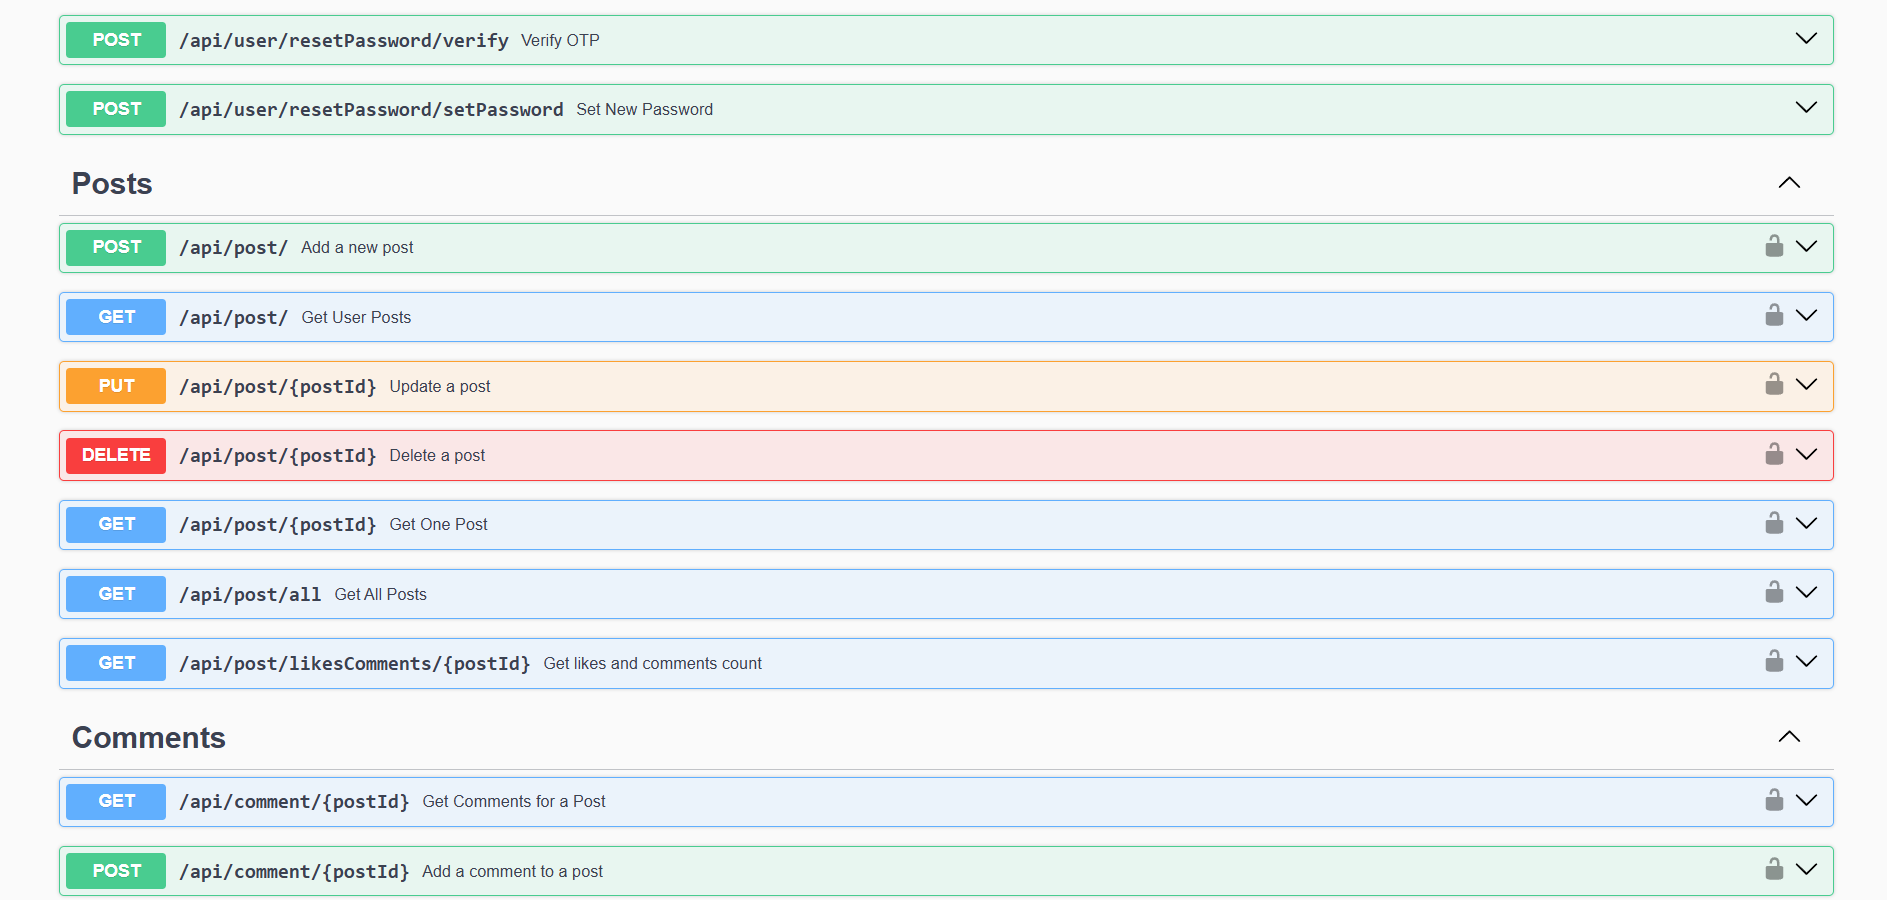 POST /api/user/resetPassword/verify Verify OTP
POST /api/user/resetPassword/setPassword Set New Password
Posts
POST /api/post/ Add a new post
GET /api/post/ Get User Posts
PUT /api/post/{postId} Update a post
DELETE /api/post/{postId} Delete a post
GET /api/post/{postId} Get One Post
GET /api/post/all Get All Posts
GET /api/post/likesComments/{postId} Get likes and comments count
Comments
GET /api/comment/{postId} Get Comments for a Post
POST /api/comment/{postId} Add a comment to a post